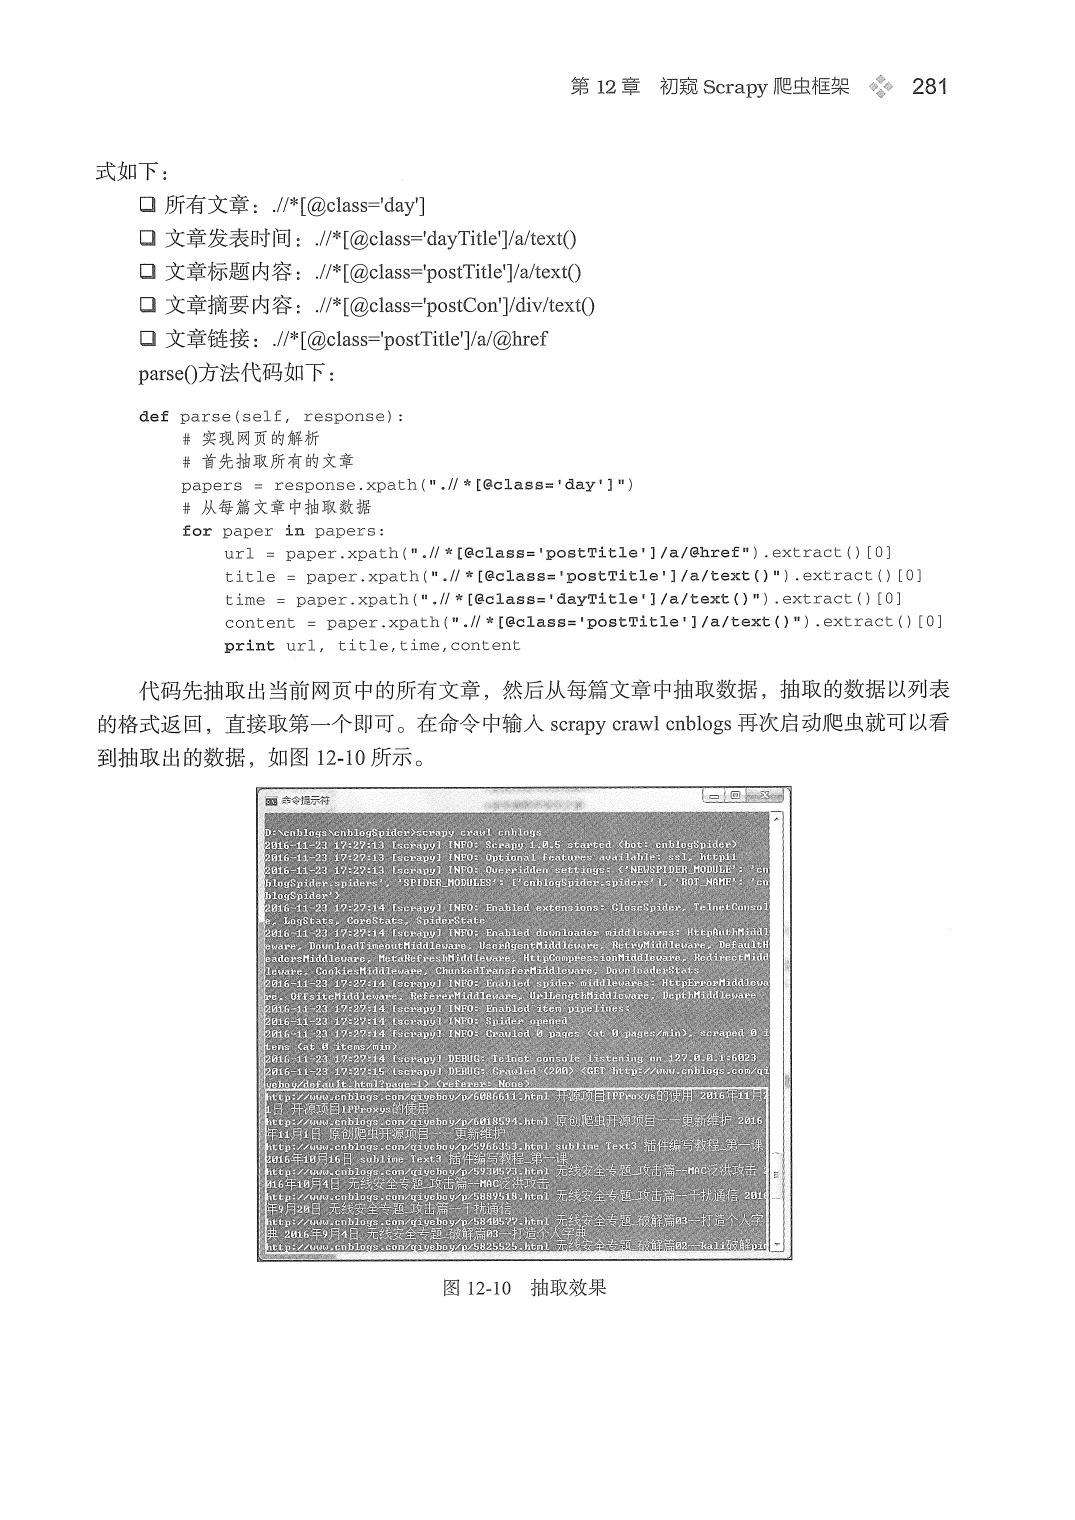 第 12 章 初窥 Scrapy 爬虫框架 281
式如下：
❑ 所有文章：.//*[@class='day']
❑ 文章发表时间：.//*[@class='dayTitle']/a/text()
❑ 文章标题内容：.//*[@class='postTitle']/a/text()
❑ 文章摘要内容：.//*[@class='postCon']/div/text()
❑ 文章链接：.//*[@class='postTitle']/a/@href
parse()方法代码如下：
def parse(self, response):
# 实现网页的解析
# 首先抽取所有的文章
papers = response.xpath(".//*[@class='day']")
# 从每篇文章中抽取数据
for paper in papers:
url = paper.xpath(".//*[@class='postTitle']/a/@href").extract()[0]
title = paper.xpath(".//*[@class='postTitle']/a/text()").extract()[0]
time = paper.xpath(".//*[@class='dayTitle']/a/text()").extract()[0]
content = paper.xpath(".//*[@class='postTitle']/a/text()").extract()[0]
print url, title,time,content
代码先抽取出当前网页中的所有文章，然后从每篇文章中抽取数据，抽取的数据以列表
的格式返回，直接取第一个即可。在命令中输入 scrapy crawl cnblogs 再次启动爬虫就可以看
到抽取出的数据，如图 12-10 所示。
命令提示符
D:\cnblogs\cnblogSpider>scrapy crawl cnblogs
2016-11-23 17:27:13 [scrapy] INFO: Scrapy 1.0.5 started (bot: cnblogSpider)
2016-11-23 17:27:13 [scrapy] INFO: Optional features available: ssl, http11
2016-11-23 17:27:13 [scrapy] INFO: Overridden settings: {'NEWSPIDER_MODULE': 'cn
blogSpider.spiders', 'SPIDER_MODULES': ['cnblogSpider.spiders'], 'BOT_NAME': 'cn
blogSpider'}
2016-11-23 17:27:14 [scrapy] INFO: Enabled extensions: CloseSpider, TelnetConsol
e, LogStats, CoreStats, SpiderState
2016-11-23 17:27:14 [scrapy] INFO: Enabled downloader middlewares: HttpAuthMiddl
eware, DownloadTimeoutMiddleware, UserAgentMiddleware, RetryMiddleware, DefaultH
eadersMiddleware, MetaRefreshMiddleware, HttpCompressionMiddleware, RedirectMidd
leware, CookiesMiddleware, ChunkedTransferMiddleware, DownloaderStats
2016-11-23 17:27:14 [scrapy] INFO: Enabled spider middlewares: HttpErrorMiddlewa
re, OffsiteMiddleware, RefererMiddleware, UrlLengthMiddleware, DepthMiddleware
2016-11-23 17:27:14 [scrapy] INFO: Enabled item pipelines:
2016-11-23 17:27:14 [scrapy] INFO: Spider opened
2016-11-23 17:27:14 [scrapy] INFO: Crawled 0 pages (at 0 pages/min), scraped 0 i
tems (at 0 items/min)
2016-11-23 17:27:14 [scrapy] DEBUG: Telnet console listening on 127.0.0.1:6023
2016-11-23 17:27:15 [scrapy] DEBUG: Crawled (200) <GET http://www.cnblogs.com/qi
yeboy/default.html?page=1> (referer: None)
http://www.cnblogs.com/qiyeboy/p/6086611.html 开源项目IPProxys的使用 2016年11月2
1日 开源项目IPProxys的使用
http://www.cnblogs.com/qiyeboy/p/6018594.html 原创爬虫开源项目——更新维护 2016
年11月1日 原创爬虫开源项目——更新维护
http://www.cnblogs.com/qiyeboy/p/5966353.html sublime Text3 插件编写教程_第一课
2016年10月16日 sublime Text3 插件编写教程_第一课
http://www.cnblogs.com/qiyeboy/p/5930573.html 无线安全专题_攻击篇--MAC泛洪攻击 2
016年10月4日 无线安全专题_攻击篇--MAC泛洪攻击
http://www.cnblogs.com/qiyeboy/p/5889518.html 无线安全专题_攻击篇--干扰通信 2016
年9月20日 无线安全专题_攻击篇--干扰通信
http://www.cnblogs.com/qiyeboy/p/5840577.html 无线安全专题_破解篇03--打造个人字
典 2016年9月4日 无线安全专题_破解篇03--打造个人字典
http://www.cnblogs.com/qiyeboy/p/5825525.html 无线安全专题_破解篇02--kali破解pin
图 12-10 抽取效果